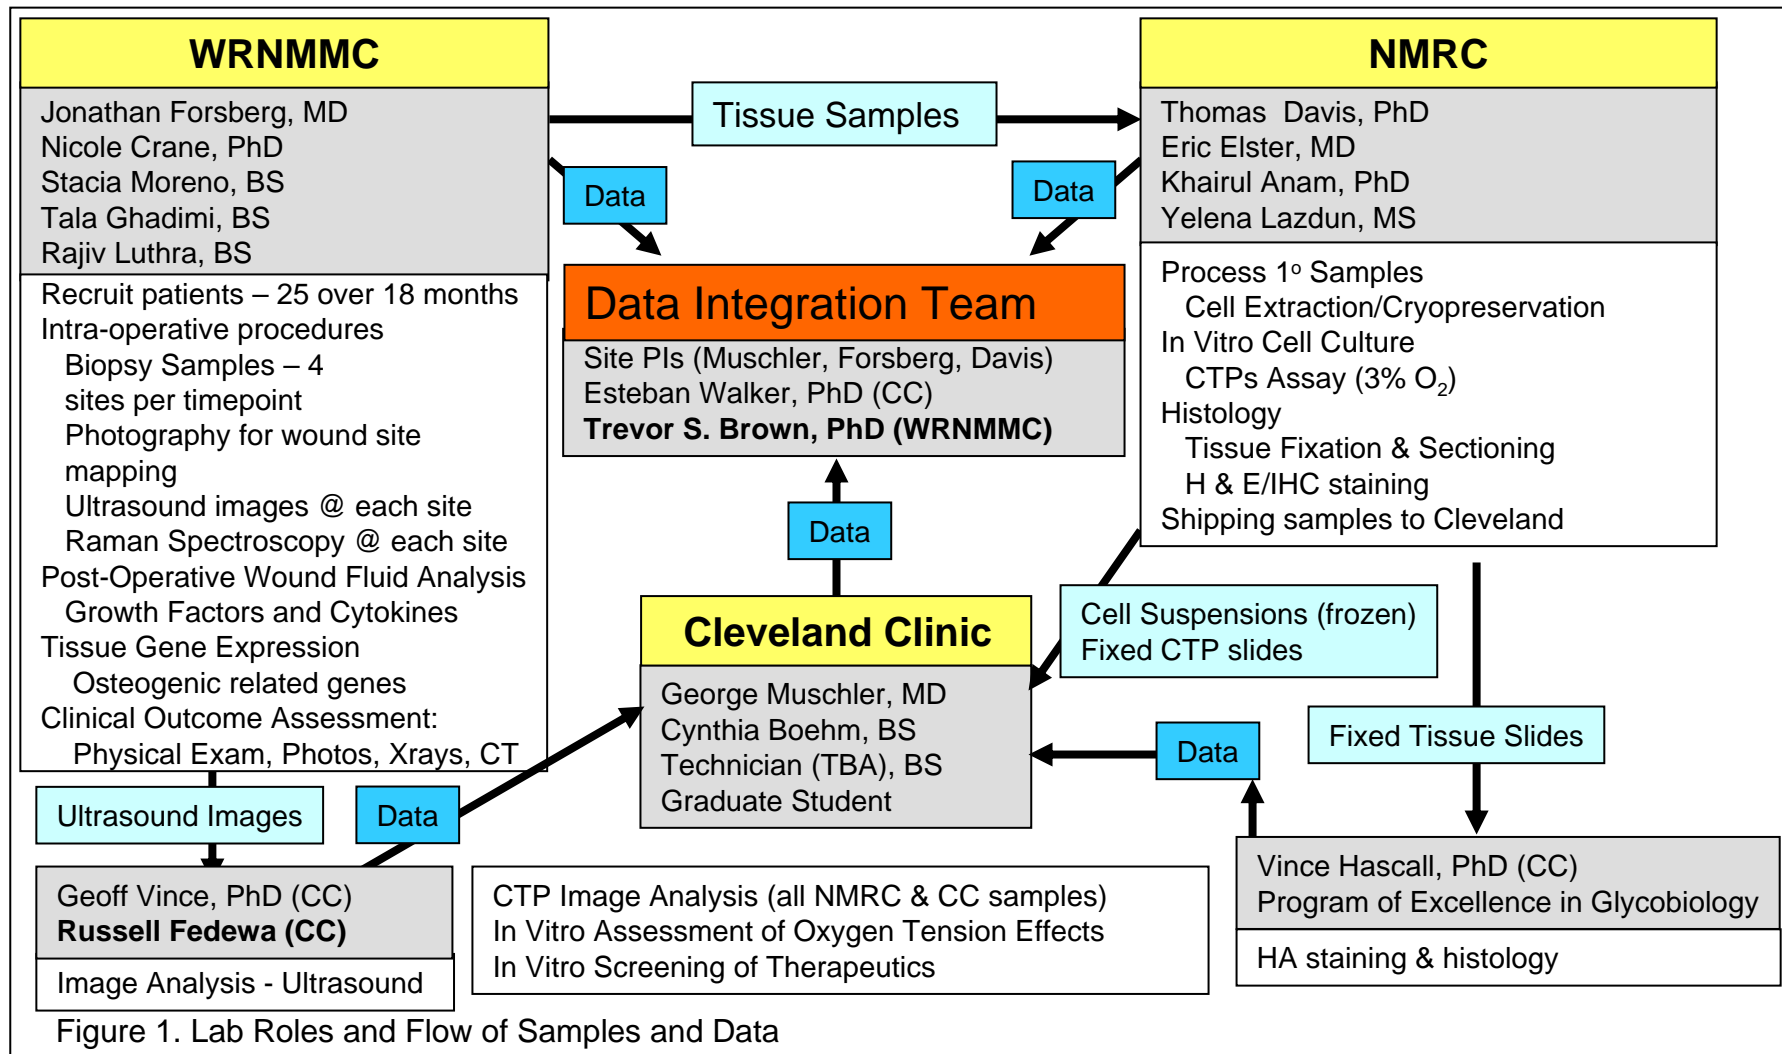 WRNMMC
Jonathan Forsberg, MD
Nicole Crane, PhD
Stacia Moreno, BS
Tala Ghadimi, BS
Rajiv Luthra, BS
Recruit patients – 25 over 18 months
Intra-operative procedures
Biopsy Samples – 4
sites per timepoint
Photography for wound site
mapping
Ultrasound images @ each site
Raman Spectroscopy @ each site
Post-Operative Wound Fluid Analysis
Growth Factors and Cytokines
Tissue Gene Expression
Osteogenic related genes
Clinical Outcome Assessment:
Physical Exam, Photos, Xrays, CT
Tissue Samples
Data
Data
NMRC
Thomas  Davis, PhD
Eric Elster, MD
Khairul Anam, PhD
Yelena Lazdun, MS
Process 1º Samples
Cell Extraction/Cryopreservation
In Vitro Cell Culture
CTPs Assay (3% O₂)
Histology
Tissue Fixation & Sectioning
H & E/IHC staining
Shipping samples to Cleveland
Data Integration Team
Site PIs (Muschler, Forsberg, Davis)
Esteban Walker, PhD (CC)
Trevor S. Brown, PhD (WRNMMC)
Data
Cleveland Clinic
George Muschler, MD
Cynthia Boehm, BS
Technician (TBA), BS
Graduate Student
Cell Suspensions (frozen)
Fixed CTP slides
Data
Fixed Tissue Slides
Ultrasound Images
Data
Geoff Vince, PhD (CC)
Russell Fedewa (CC)
Image Analysis - Ultrasound
CTP Image Analysis (all NMRC & CC samples)
In Vitro Assessment of Oxygen Tension Effects
In Vitro Screening of Therapeutics
Vince Hascall, PhD (CC)
Program of Excellence in Glycobiology
HA staining & histology
Figure 1. Lab Roles and Flow of Samples and Data